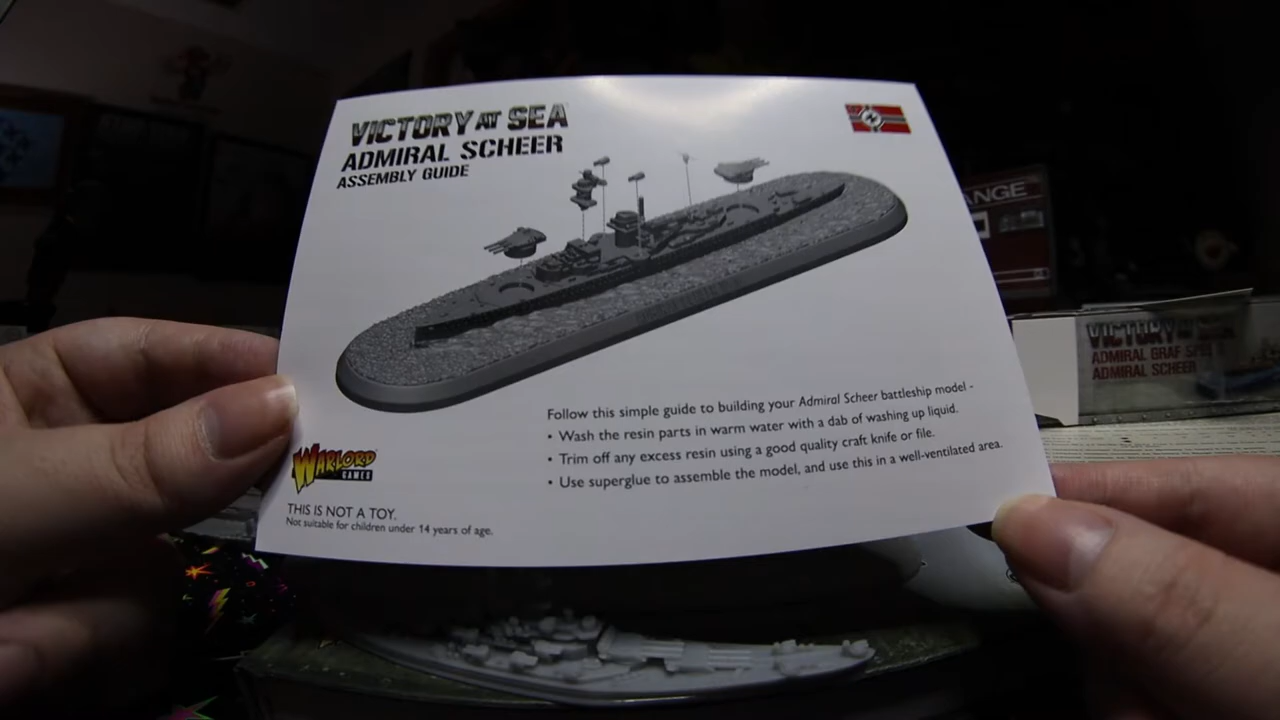 VICTORY AT SEA
ADMIRAL SCHEER
ASSEMBLY GUIDE
Follow this simple guide to building your Admiral Scheer battleship model -
• Wash the resin parts in warm water with a dab of washing up liquid.
• Trim off any excess resin using a good quality craft knife or file.
• Use superglue to assemble the model, and use this in a well-ventilated area.
WARLORD
GAMES
THIS IS NOT A TOY.
Not suitable for children under 14 years of age.
ANGE
VICTORY AT SEA
ADMIRAL GRAF SPEE
ADMIRAL SCHEER